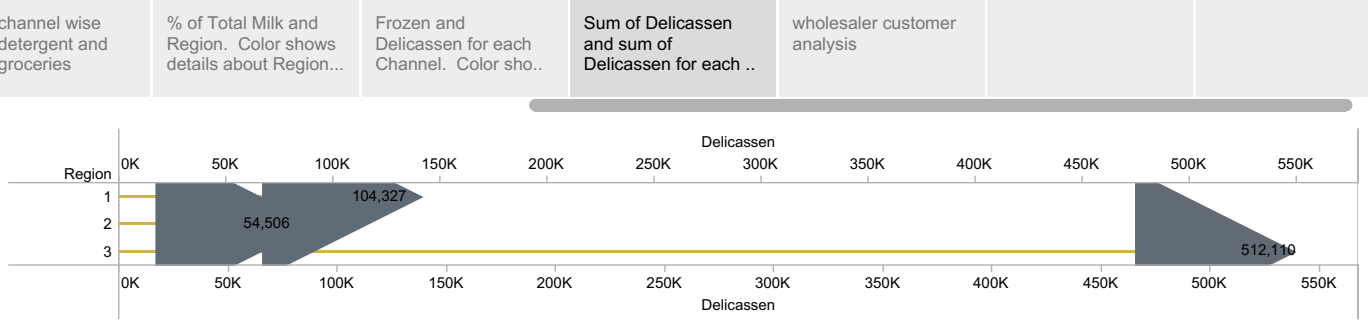 channel wise
detergent and
groceries
% of Total Milk and
Region. Color shows
details about Region...
Frozen and
Delicassen for each
Channel. Color sho..
Sum of Delicassen
and sum of
Delicassen for each ..
wholesaler customer
analysis
Delicassen
Region 0K 50K 100K 150K 200K 250K 300K 350K 400K 450K 500K 550K
1 104,327
2 54,506
3 512,110
0K 50K 100K 150K 200K 250K 300K 350K 400K 450K 500K 550K
Delicassen